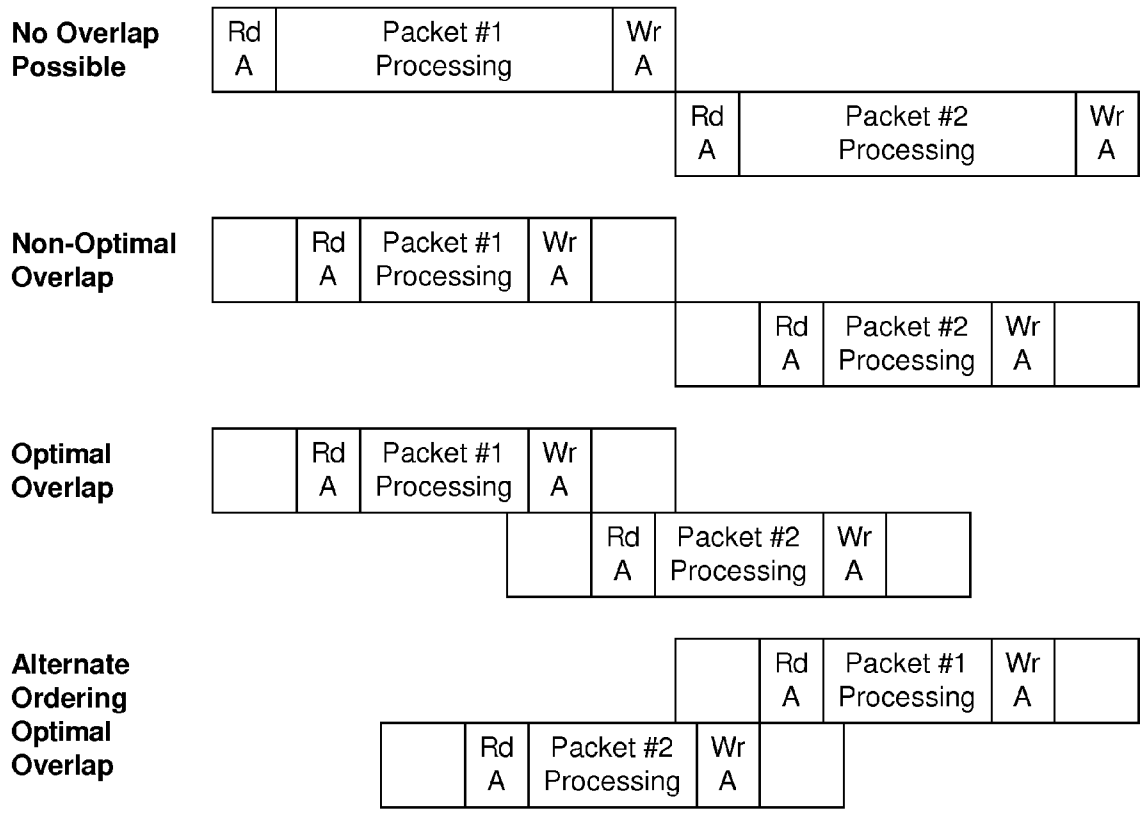 No Overlap
Possible
Rd
A
Packet #1
Processing
Wr
A
Rd
A
Packet #2
Processing
Wr
A
Non-Optimal
Overlap
Rd
A
Packet #1
Processing
Wr
A
Rd
A
Packet #2
Processing
Wr
A
Optimal
Overlap
Rd
A
Packet #1
Processing
Wr
A
Rd
A
Packet #2
Processing
Wr
A
Alternate
Ordering
Optimal
Overlap
Rd
A
Packet #1
Processing
Wr
A
Rd
A
Packet #2
Processing
Wr
A